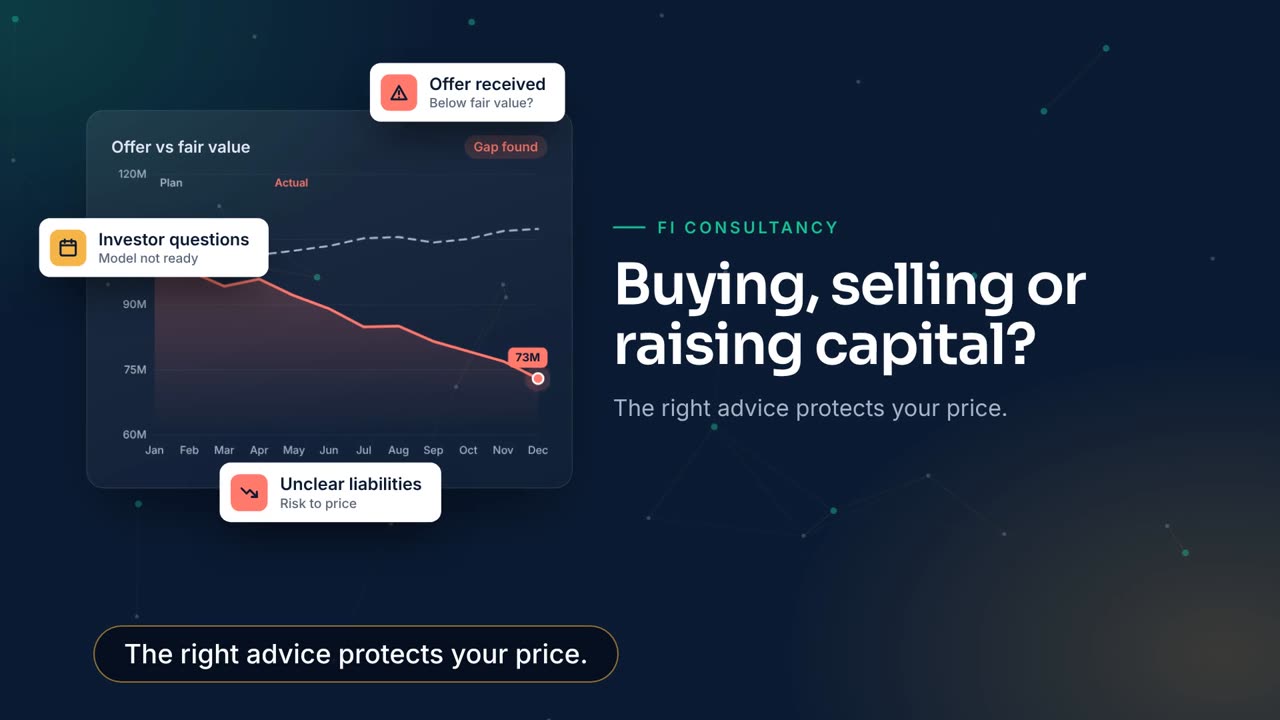 Offer received
Below fair value?
Offer vs fair value
Gap found
120M
Plan
Actual
Investor questions
Model not ready
90M
73M
75M
60M
Jan Feb Mar Apr May Jun Jul Aug Sep Oct Nov Dec
Unclear liabilities
Risk to price
FI CONSULTANCY
Buying, selling or
raising capital?
The right advice protects your price.
The right advice protects your price.